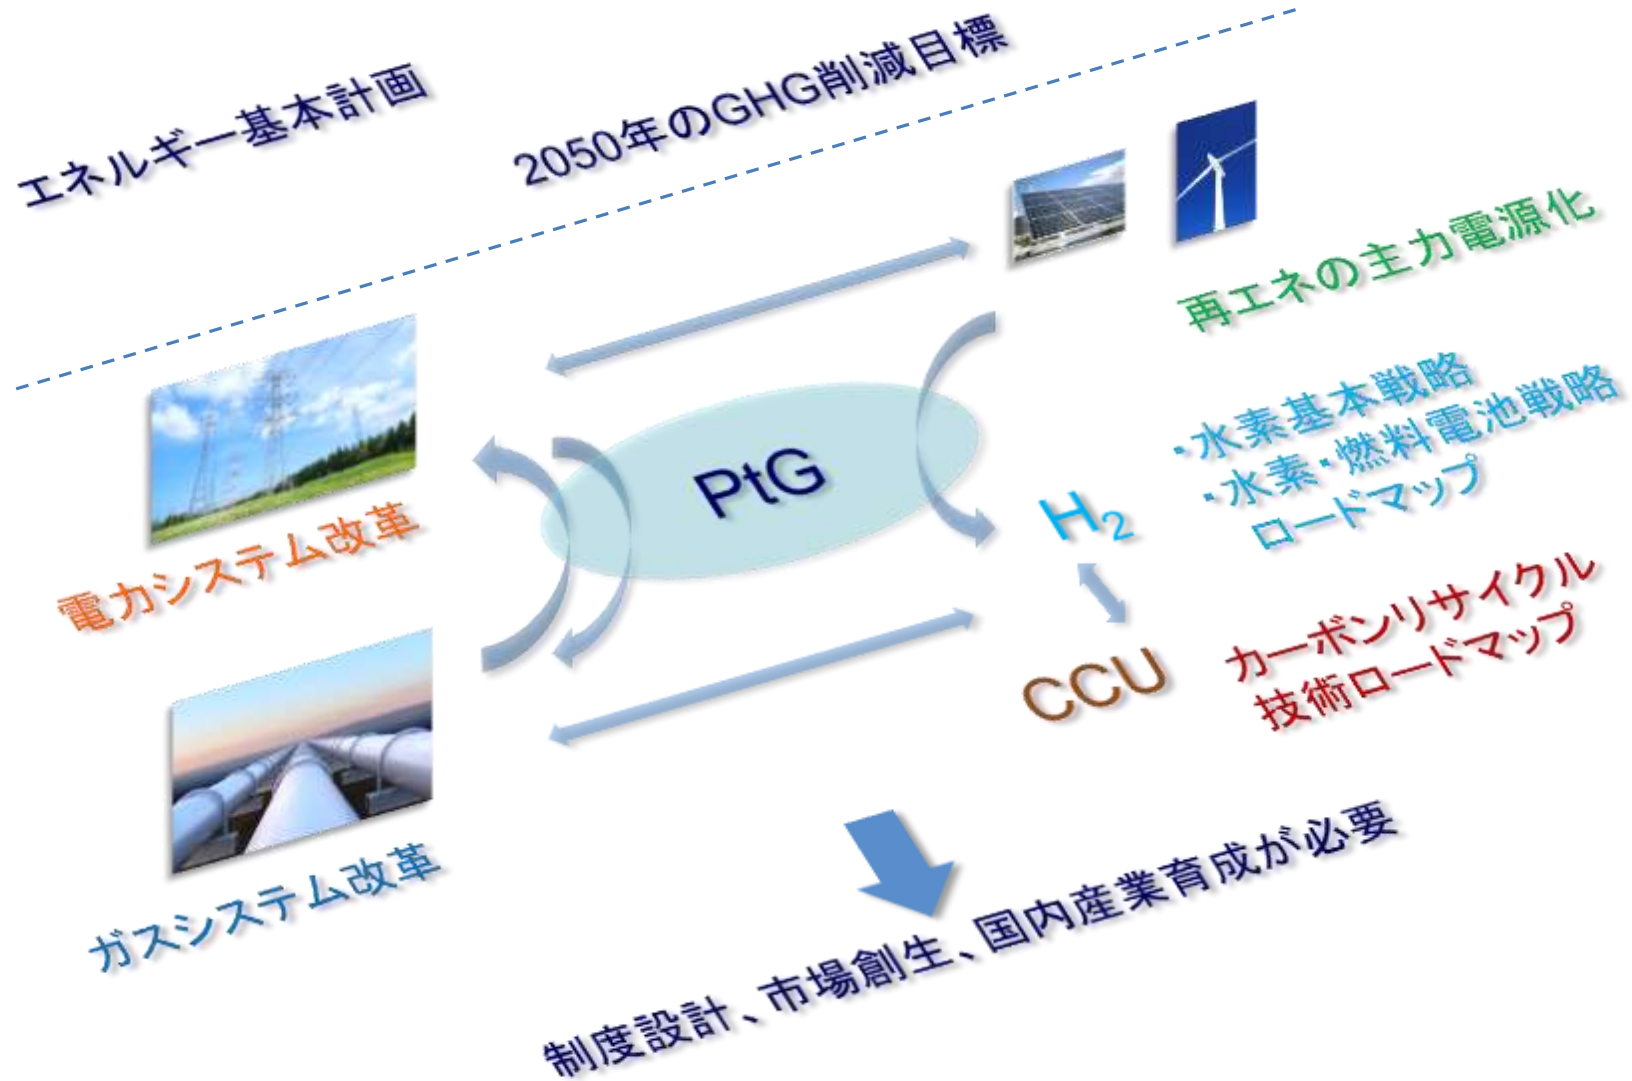 エネルギー基本計画
2050年のGHG削減目標
再エネの主力電源化
・水素基本戦略
・水素・燃料電池戦略
ロードマップ
PtG
H₂
電力システム改革
CCU
カーボンリサイクル
技術ロードマップ
ガスシステム改革
制度設計、市場創生、国内産業育成が必要